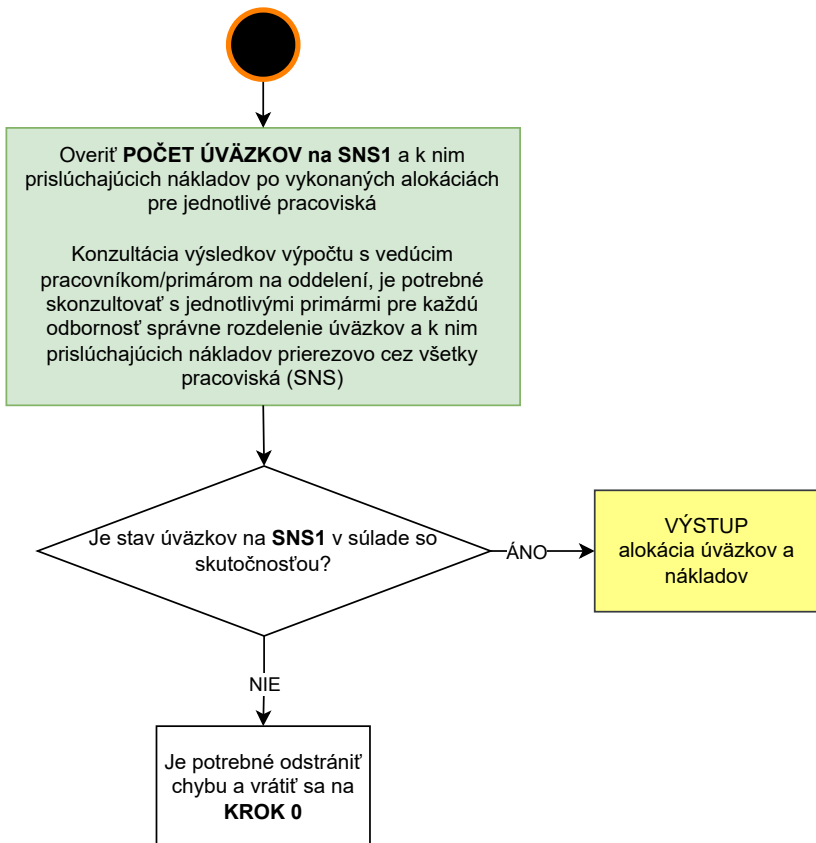 Overiť POČET ÚVÄZKOV na SNS1 a k nim
prislúchajúcich nákladov po vykonaných alokáciách
pre jednotlivé pracoviská
Konzultácia výsledkov výpočtu s vedúcim
pracovníkom/primárom na oddelení, je potrebné
skonzultovať s jednotlivými primármi pre každú
odbornosť správne rozdelenie úväzkov a k nim
prislúchajúcich nákladov prierezovo cez všetky
pracoviská (SNS)
Je stav úväzkov na SNS1 v súlade so
skutočnosťou?
ÁNO
VÝSTUP
alokácia úväzkov a
nákladov
NIE
Je potrebné odstrániť
chybu a vrátiť sa na
KROK 0